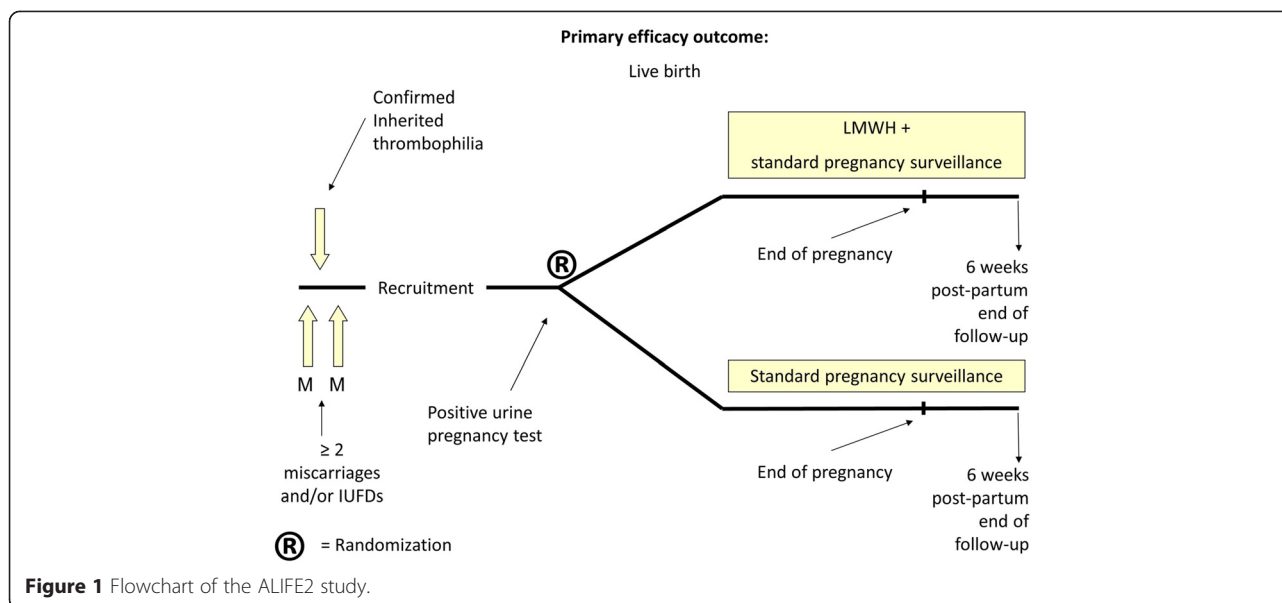 Primary efficacy outcome:
Live birth
Confirmed
Inherited
thrombophilia
LMWH +
standard pregnancy surveillance
End of pregnancy
6 weeks
post-partum
end of
follow-up
®
Recruitment
M M
≥ 2
miscarriages
and/or IUFDs
Positive urine
pregnancy test
Standard pregnancy surveillance
End of pregnancy
6 weeks
post-partum
end of
follow-up
® = Randomization
Figure 1 Flowchart of the ALIFE2 study.